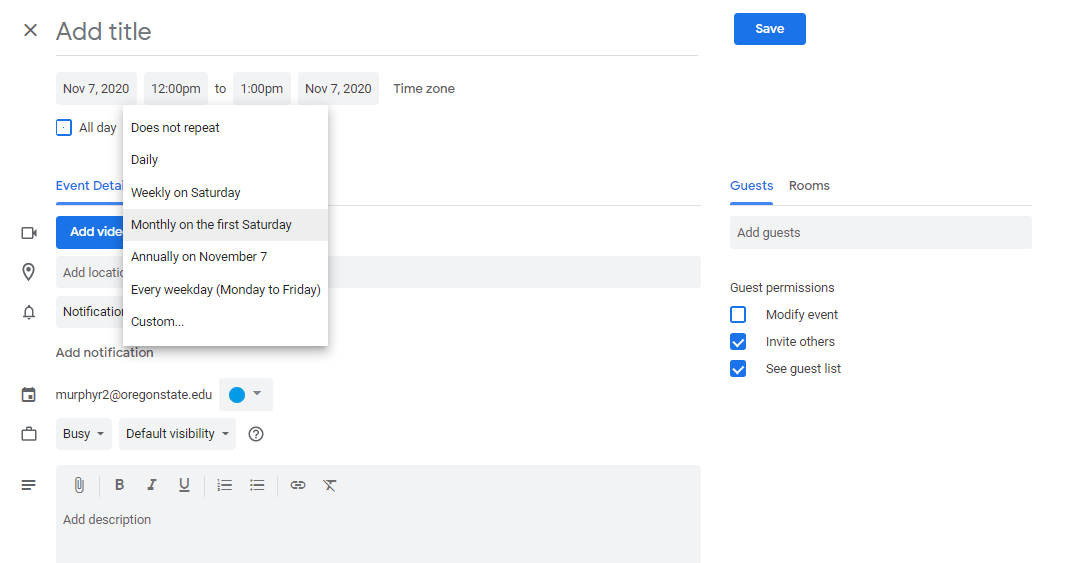 Add title
Save
Nov 7, 2020 12:00pm to 1:00pm Nov 7, 2020 Time zone
All day
Does not repeat
Daily
Weekly on Saturday
Monthly on the first Saturday
Annually on November 7
Every weekday (Monday to Friday)
Custom...
Event Detai
Add vide
Add locatio
Notification
Add notification
murphyr2@oregonstate.edu
Busy Default visibility
B I U
Add description
Guests Rooms
Add guests
Guest permissions
Modify event
Invite others
See guest list